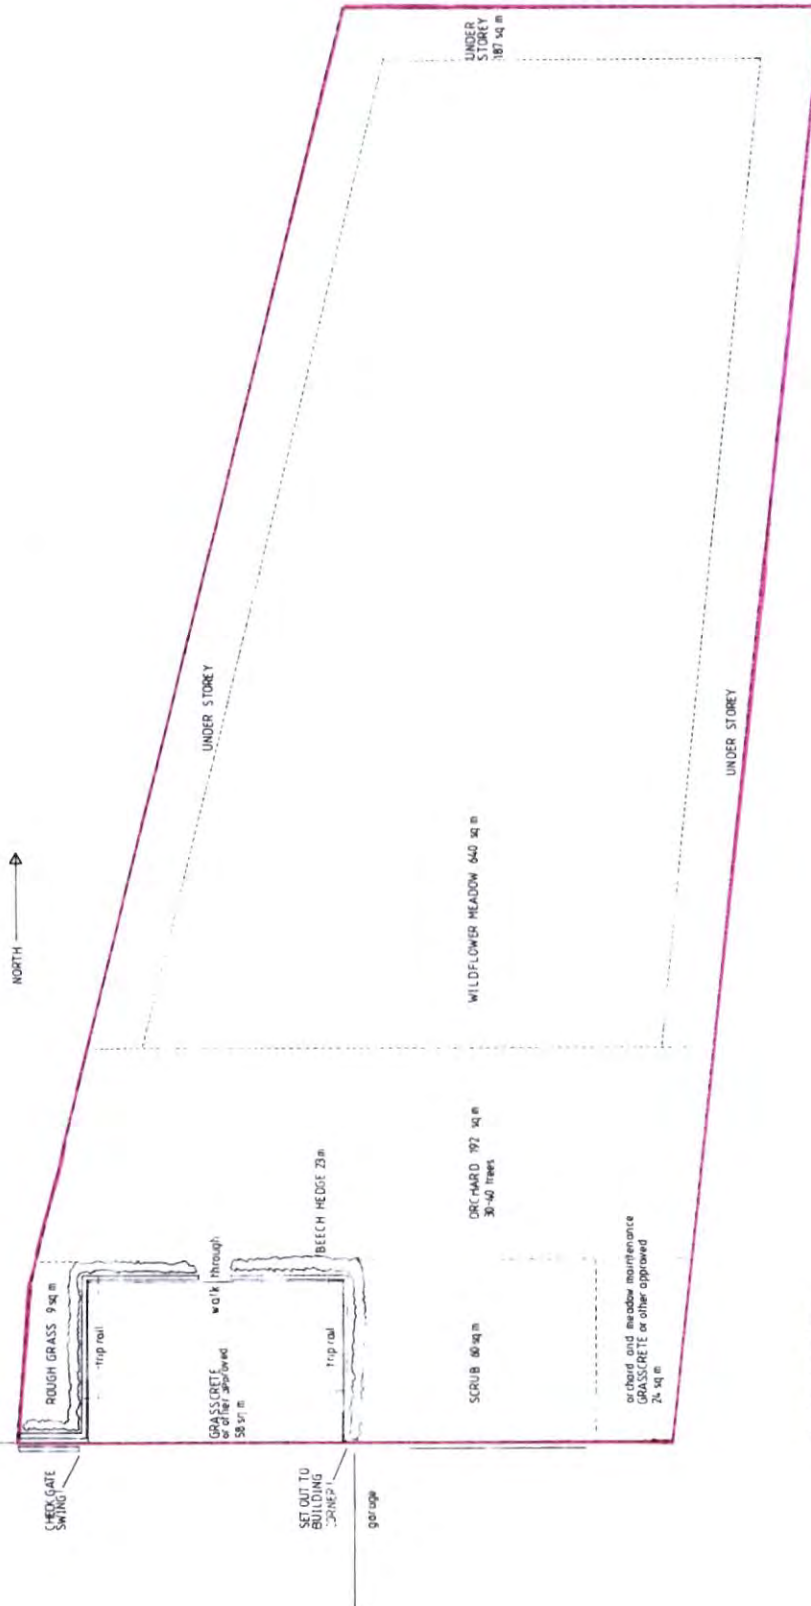 NORTH
CHECK GATE
SWING!
ROUGH GRASS 9 sq m
trip rail
UNDER STOREY
GRASSCRETE
or other approved
58 sq m
walk through
SET OUT TO
BUILDING
CORNER!
trip rail
BEECH HEDGE 23m
garage
SCRUB 60 sq m
ORCHARD 192 sq m
30-40 trees
WILDFLOWER MEADOW 640 sq m
UNDER
STOREY
187 sq m
orchard and meadow maintenance
GRASSCRETE or other approved
24 sq m
UNDER STOREY